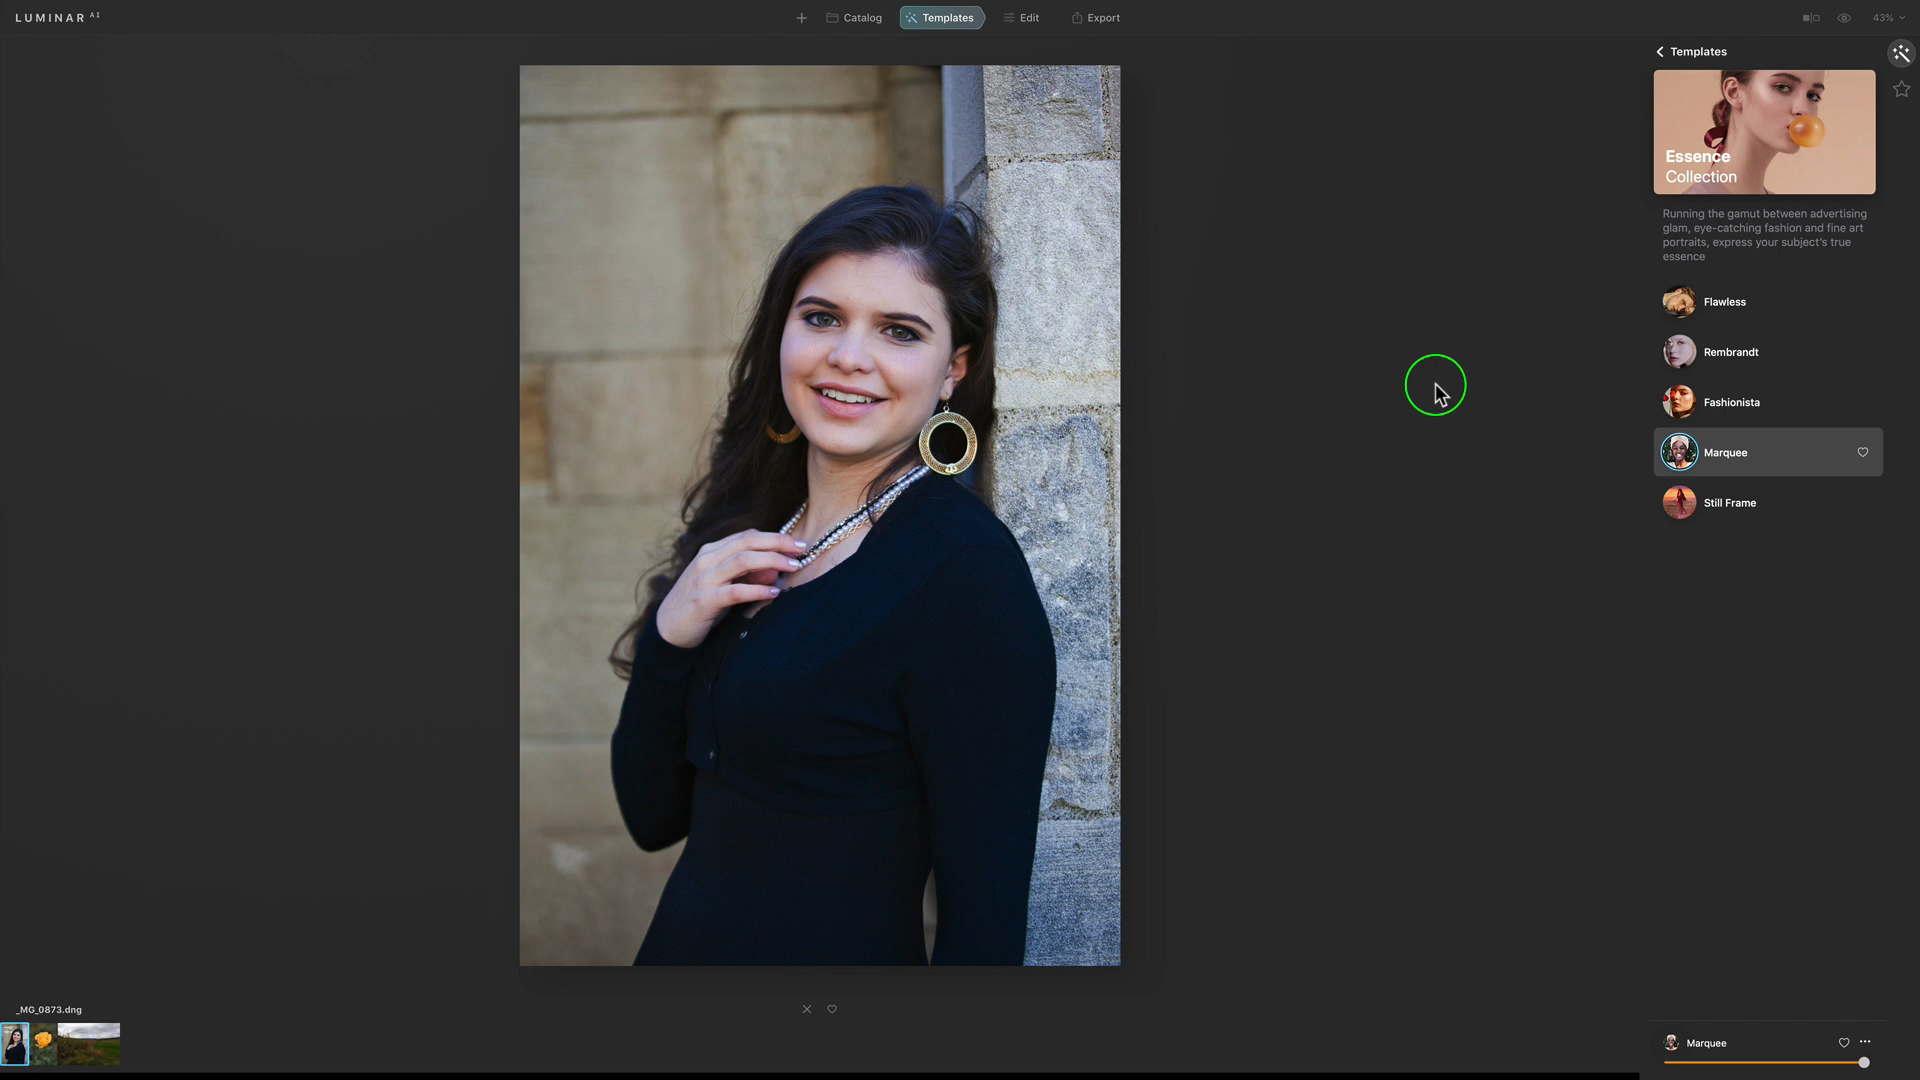 LUMINAR AI
Catalog
Templates
Edit
Export
43%
Templates
Essence
Collection
Running the gamut between advertising
glam, eye-catching fashion and fine art
portraits, express your subject's true
essence
Flawless
Rembrandt
Fashionista
Marquee
Still Frame
_MG_0873.dng
Marquee